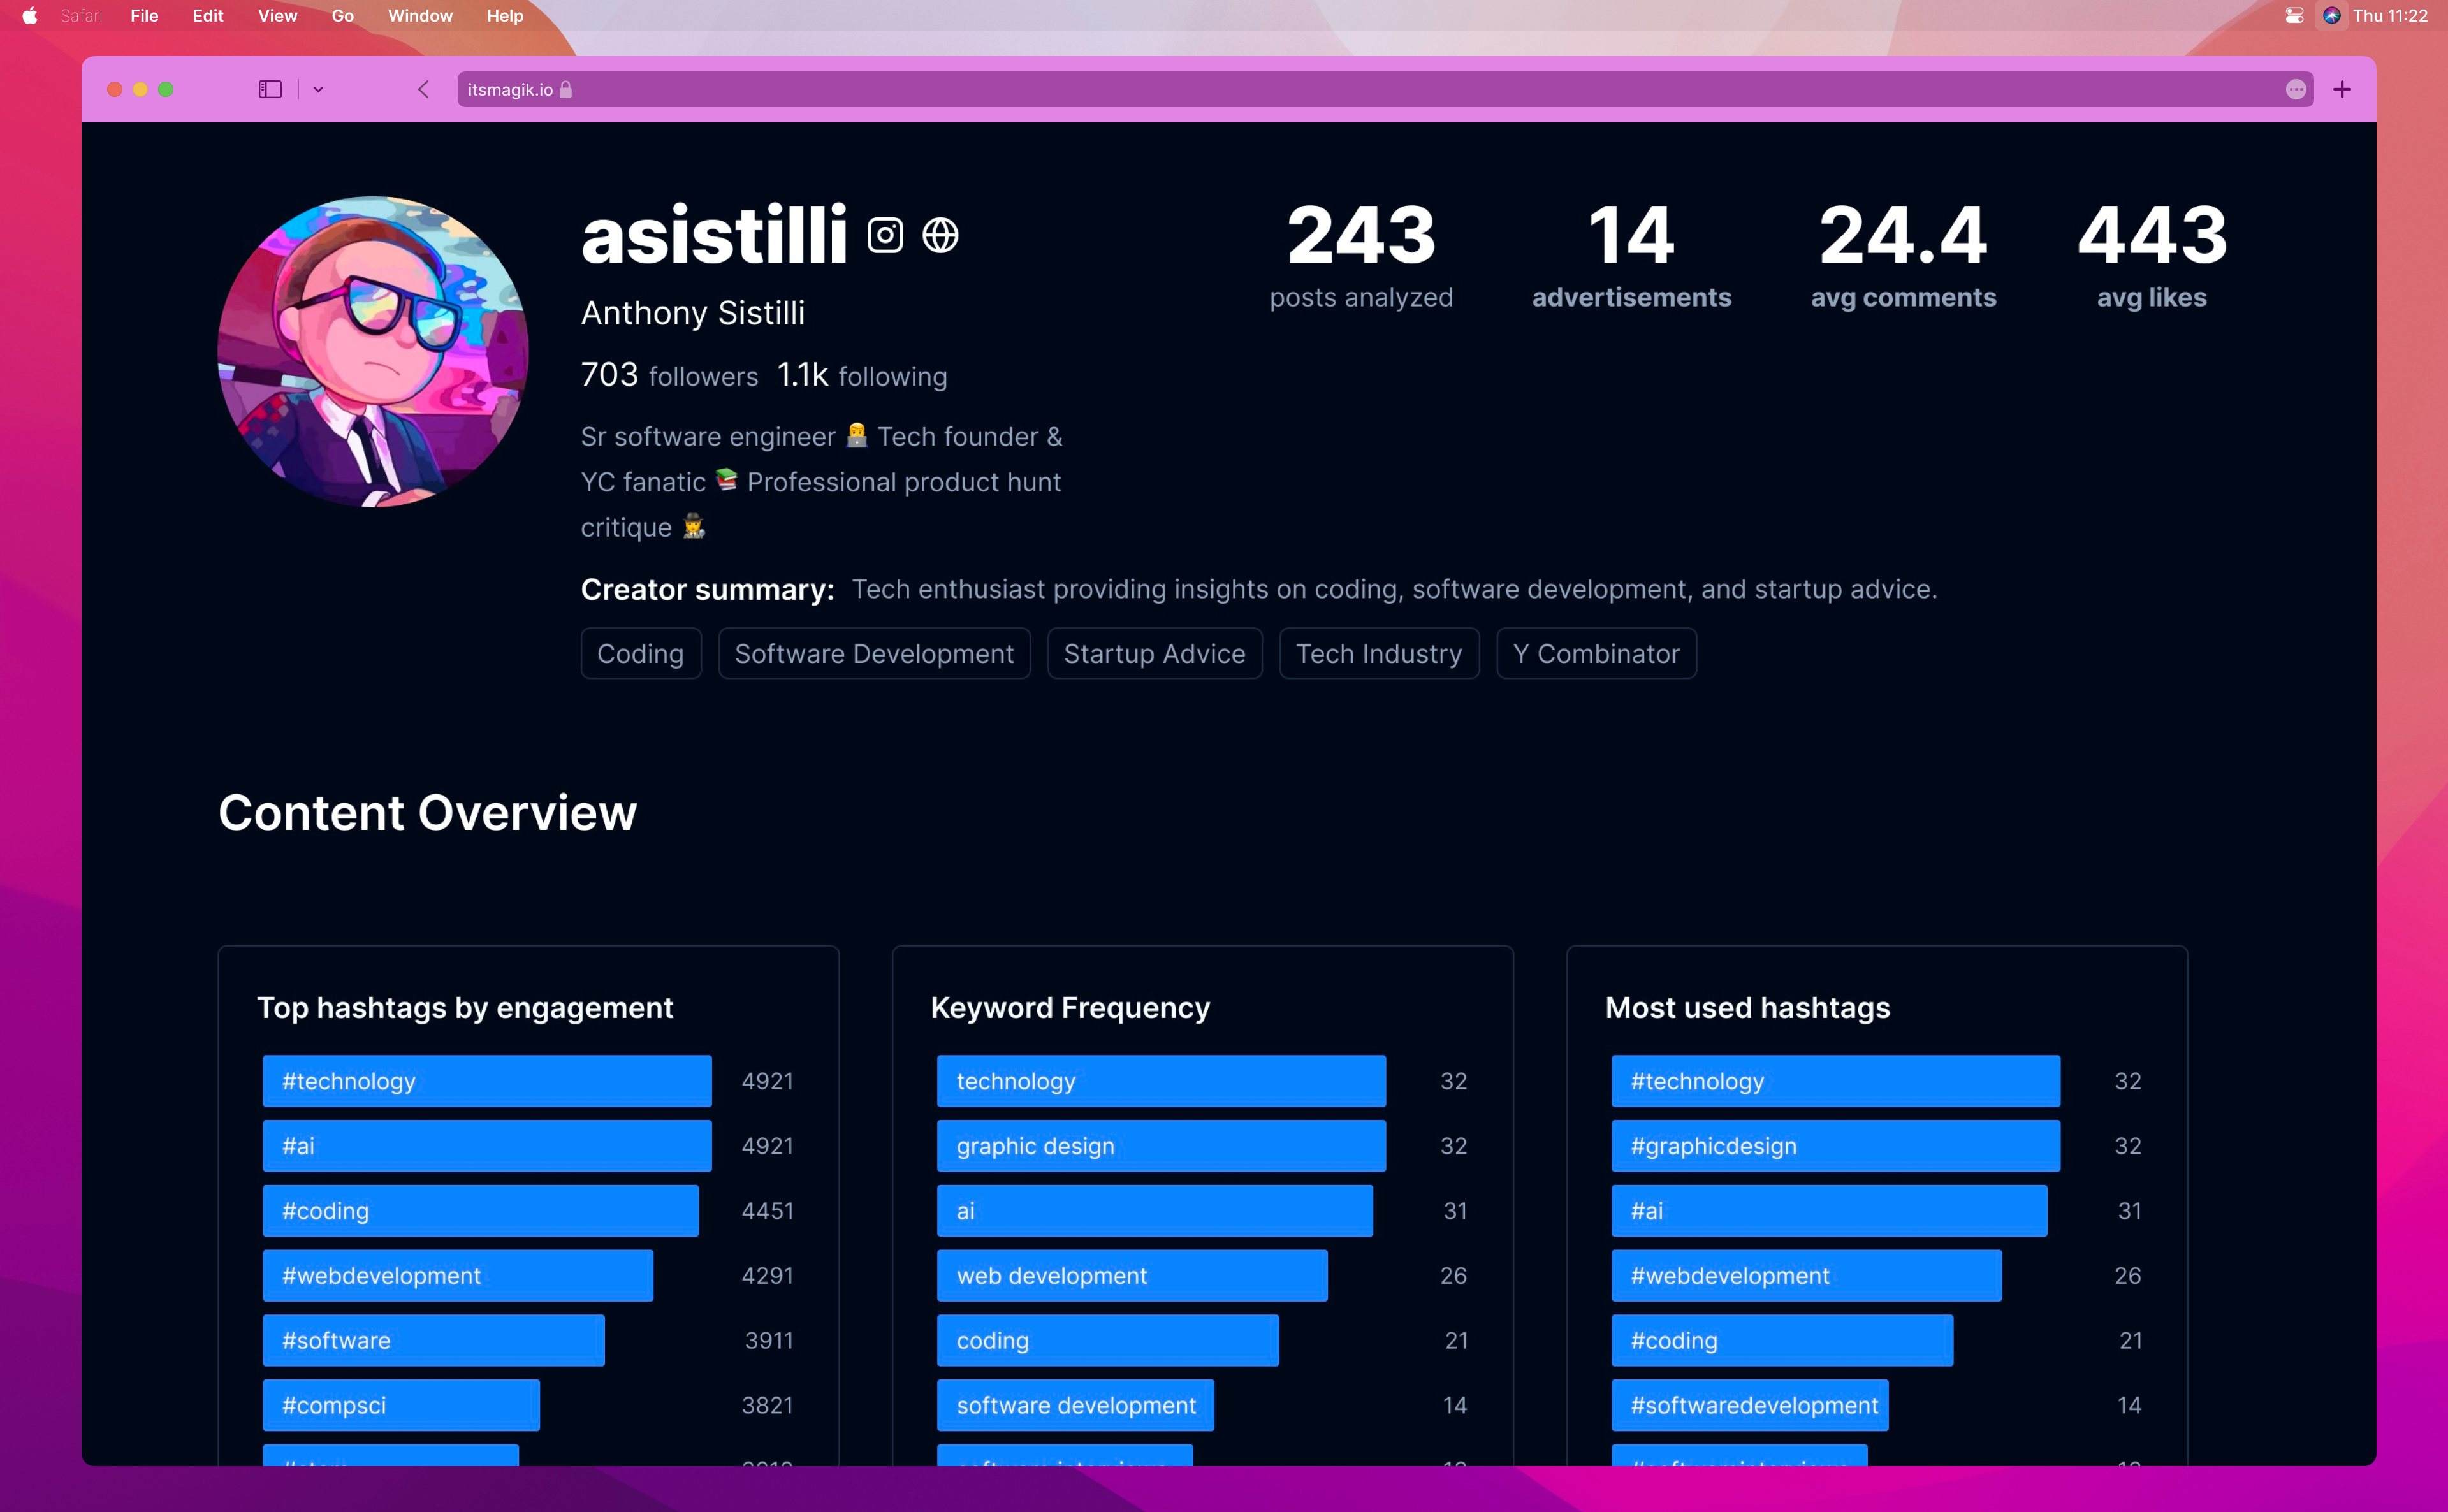 Safari File Edit View Go Window Help Thu 11:22
itsmagik.io
asistilli
Anthony Sistilli
703 followers 1.1k following
Sr software engineer 👨‍💻 Tech founder &
YC fanatic 📚 Professional product hunt
critique 🕵️
243 posts analyzed
14 advertisements
24.4 avg comments
443 avg likes
Creator summary: Tech enthusiast providing insights on coding, software development, and startup advice.
Coding Software Development Startup Advice Tech Industry Y Combinator
Content Overview
Top hashtags by engagement
#technology 4921
#ai 4921
#coding 4451
#webdevelopment 4291
#software 3911
#compsci 3821
Keyword Frequency
technology 32
graphic design 32
ai 31
web development 26
coding 21
software development 14
Most used hashtags
#technology 32
#graphicdesign 32
#ai 31
#webdevelopment 26
#coding 21
#softwaredevelopment 14